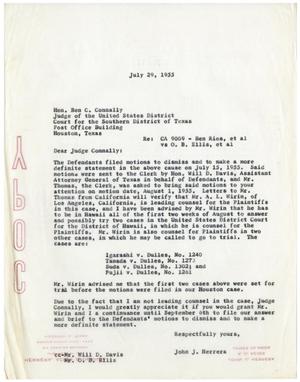 July 29, 1955
Hon. Ben C. Connally
Judge of the United States District
Court for the Southern District of Texas
Post Office Building
Houston, Texas
Re: CA 9009 - Ben Rios, et al
vs O. B. Ellis, et al
Dear Judge Connally:
The Defendants filed motions to dismiss and to make a more
definite statement in the above cause on July 15, 1955. Said
motions were sent to the Clerk by Hon. Will D. Davis, Assistant
Attorney General of Texas in behalf of Defendants, and Mr.
Thomas, the Clerk, was asked to bring said motions to your
attention on motion date, August 1, 1955. Letters to Mr.
Thomas from California will verify that Mr. A. L. Wirin, of
Los Angeles, California, is leading counsel for the Plaintiffs
in this case, and I have been advised by Mr. Wirin that he has
to be in Hawaii all of the first two weeks of August to answer
and possibly try two cases in the United States District Court
for the District of Hawaii, in which he is counsel for the
Plaintiffs. Mr. Wirin is also counsel for Plaintiffs in two
other cases, in which he may be called to go to trial. The
cases are:
Igarashi v. Dulles, No. 1240
Tamada v. Dulles, No. 1273
Suda v. Dulles, No. 1302; and
Fujii v. Dulles, No. 1281
Mr. Wirin advised me that the first two cases above were set for
trial before the motions were filed in our Houston case.
Due to the fact that I am not leading counsel in the case, Judge
Connally, I would greatly appreciate it if you would grant Mr.
Wirin and I a continuance until September 8th to file our answer
and brief to the Defendants' motions to dismiss and to make a
more definite statement.
Respectfully yours,
John J. Herrera
cc-Mr. Will D. Davis
Mr. O. B. Ellis
COPY